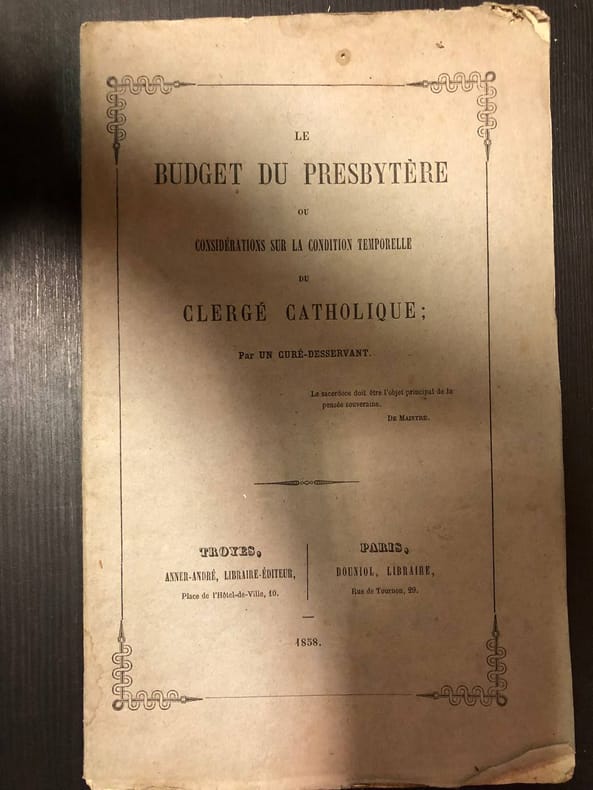 LE
BUDGET DU PRESBYTÈRE
OU
CONSIDÉRATIONS SUR LA CONDITION TEMPORELLE
DU
CLERGÉ CATHOLIQUE;
Par UN CURÉ-DESSERVANT.
Le sacerdoce doit être l'objet principal de la
pensée souveraine.
DE MAISTRE.
TROYES,
ANNER-ANDRÉ, LIBRAIRE-ÉDITEUR,
Place de l'Hôtel-de-Ville, 10.
PARIS,
DOUNIOL, LIBRAIRE,
Rue de Tournon, 29.
1858.